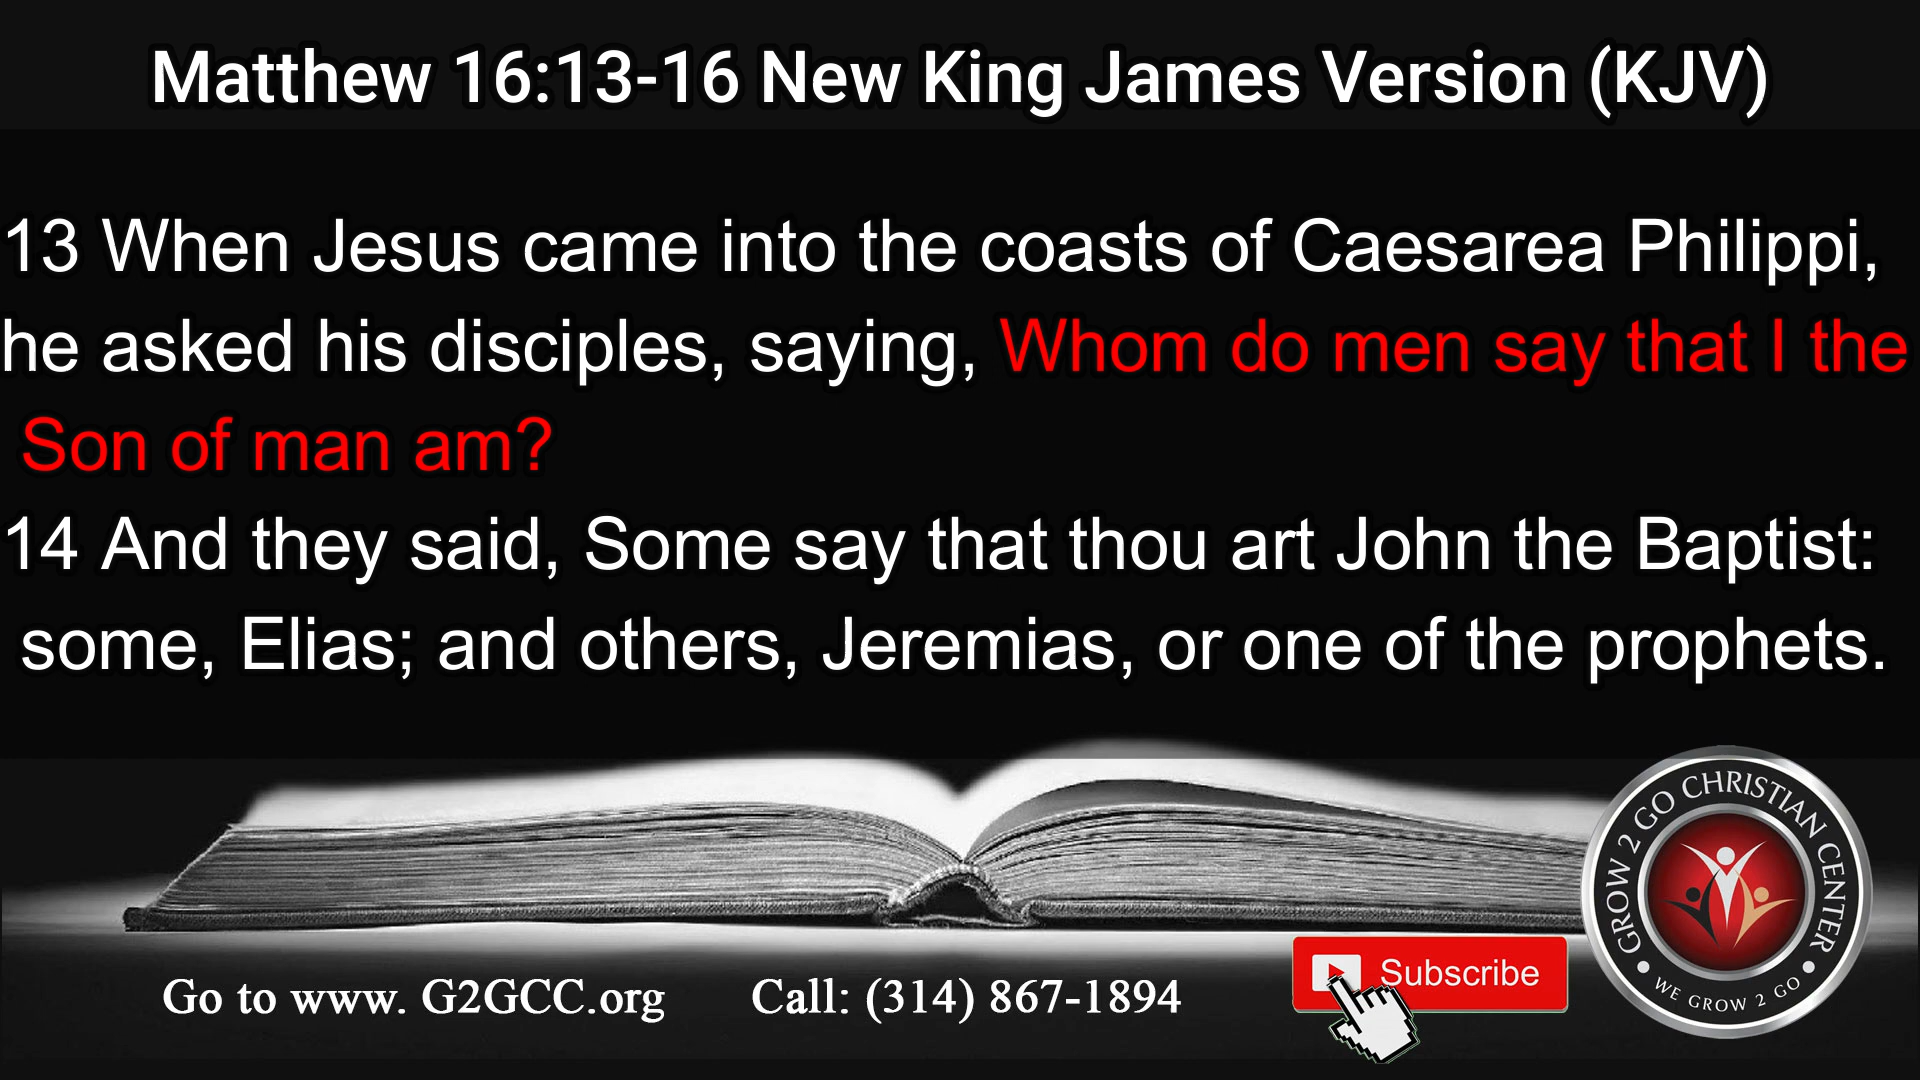 Matthew 16:13-16 New King James Version (KJV)
13 When Jesus came into the coasts of Caesarea Philippi,
he asked his disciples, saying, Whom do men say that I the
Son of man am?
14 And they said, Some say that thou art John the Baptist:
some, Elias; and others, Jeremias, or one of the prophets.
GROW 2 GO CHRISTIAN CENTER
WE GROW 2 GO
Subscribe
Go to www. G2GCC.org Call: (314) 867-1894